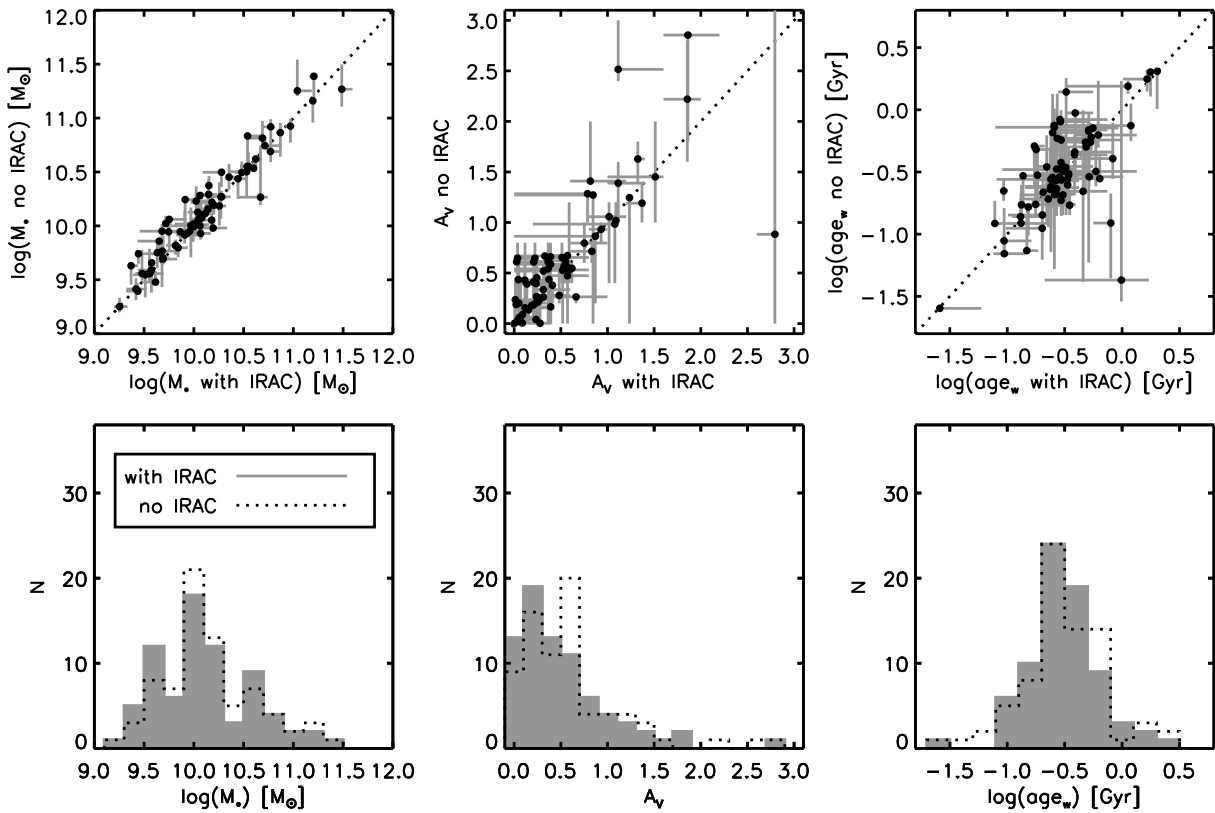 12.0
11.5
11.0
10.5
10.0
9.5
9.0
log(M* no IRAC) [M☉]
9.0 9.5 10.0 10.5 11.0 11.5 12.0
log(M* with IRAC) [M☉]
3.0
2.5
2.0
1.5
1.0
0.5
0.0
AV no IRAC
0.0 0.5 1.0 1.5 2.0 2.5 3.0
AV with IRAC
0.5
0.0
−0.5
−1.0
−1.5
log(agew no IRAC) [Gyr]
−1.5 −1.0 −0.5 0.0 0.5
log(agew with IRAC) [Gyr]
with IRAC
no IRAC
30
20
10
0
N
9.0 9.5 10.0 10.5 11.0 11.5 12.0
log(M*) [M☉]
30
20
10
0
N
0.0 0.5 1.0 1.5 2.0 2.5 3.0
AV
30
20
10
0
N
−1.5 −1.0 −0.5 0.0 0.5
log(agew) [Gyr]